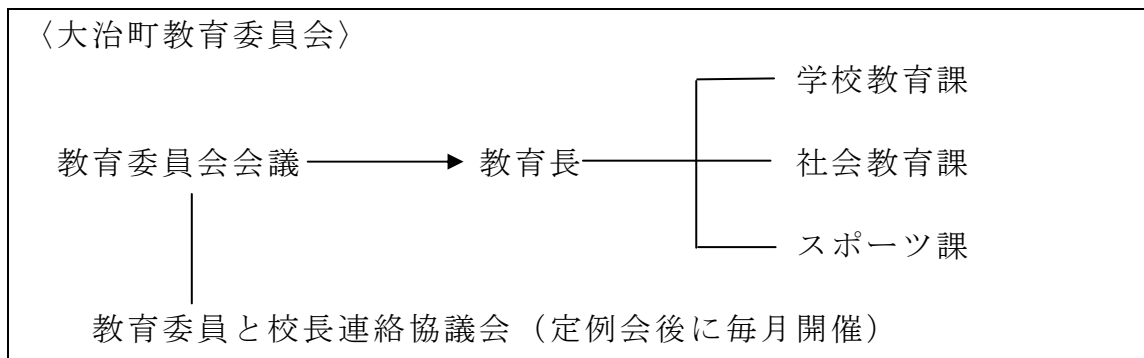 〈大治町教育委員会〉
学校教育課
教育委員会会議
教育長
社会教育課
スポーツ課
教育委員と校長連絡協議会（定例会後に毎月開催）